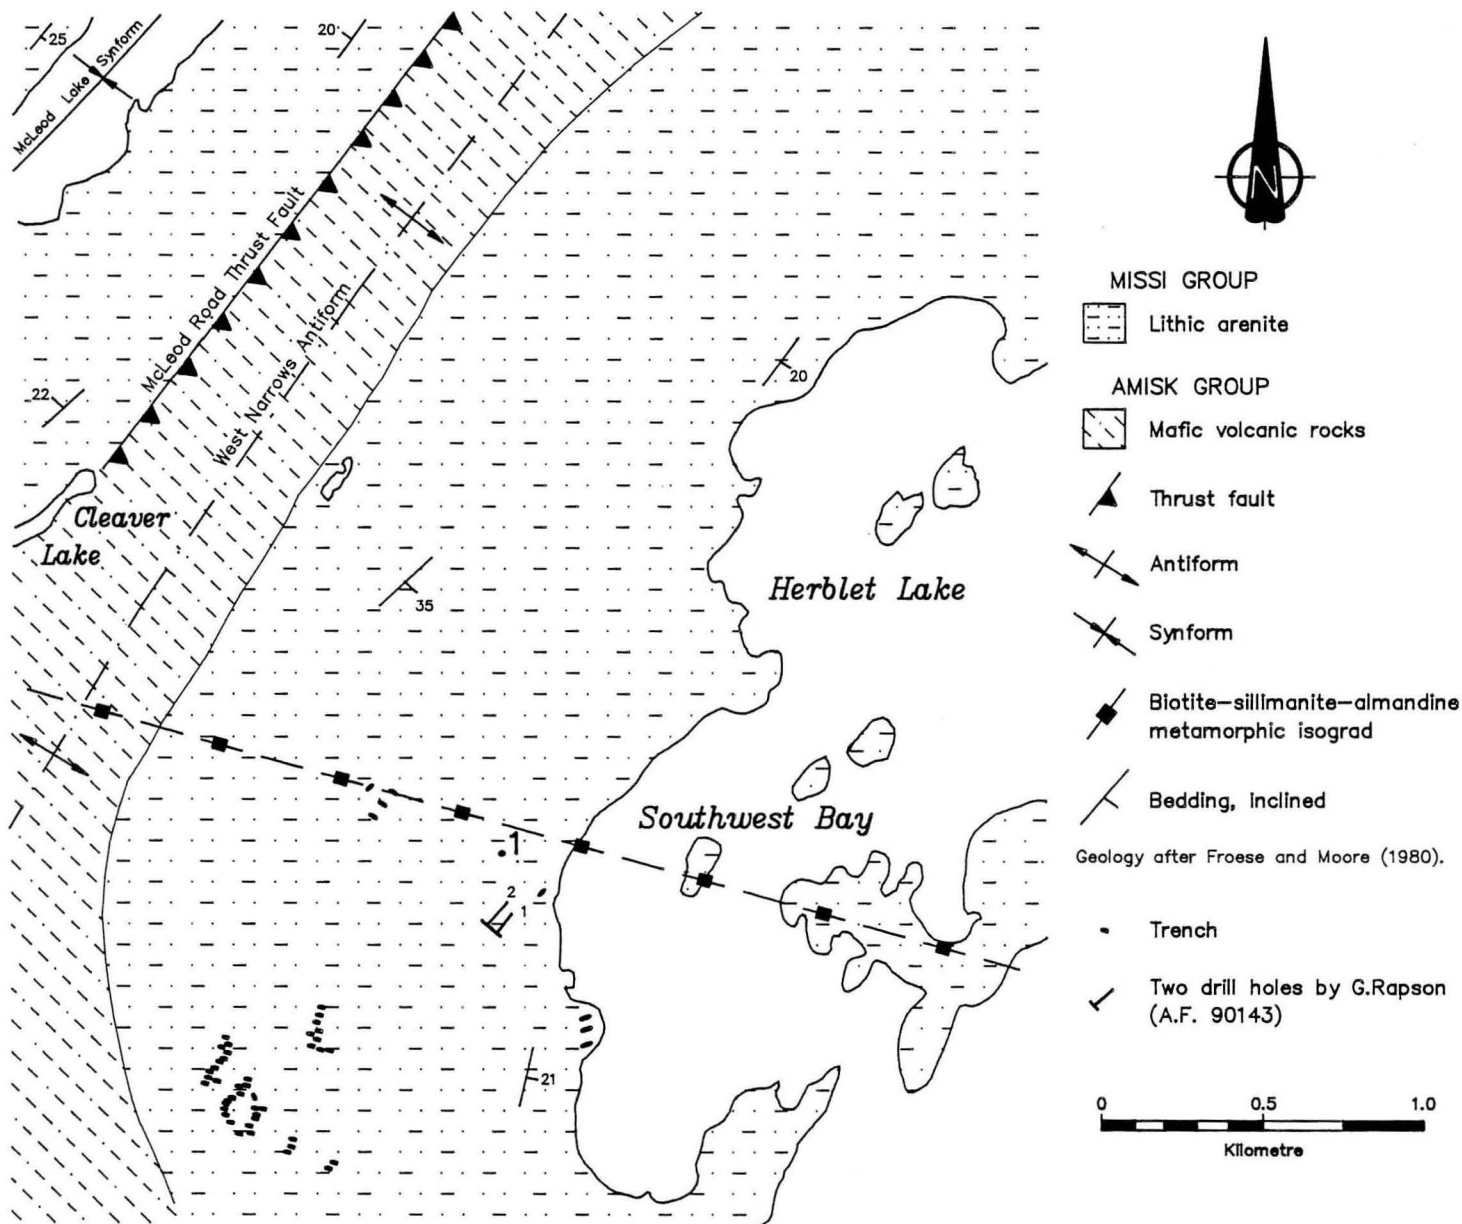 25
McLeod Lake Synform
20
McLeod Road Thrust Fault
West Narrows Antiform
22
Cleaver
Lake
35
20
Herblet Lake
Southwest Bay
1
2
1
21
N
MISSI GROUP
Lithic arenite
AMISK GROUP
Mafic volcanic rocks
Thrust fault
Antiform
Synform
Biotite-sillimanite-almandine
metamorphic isograd
Bedding, inclined
Geology after Froese and Moore (1980).
Trench
Two drill holes by G.Rapson
(A.F. 90143)
0 0.5 1.0
Kilometre